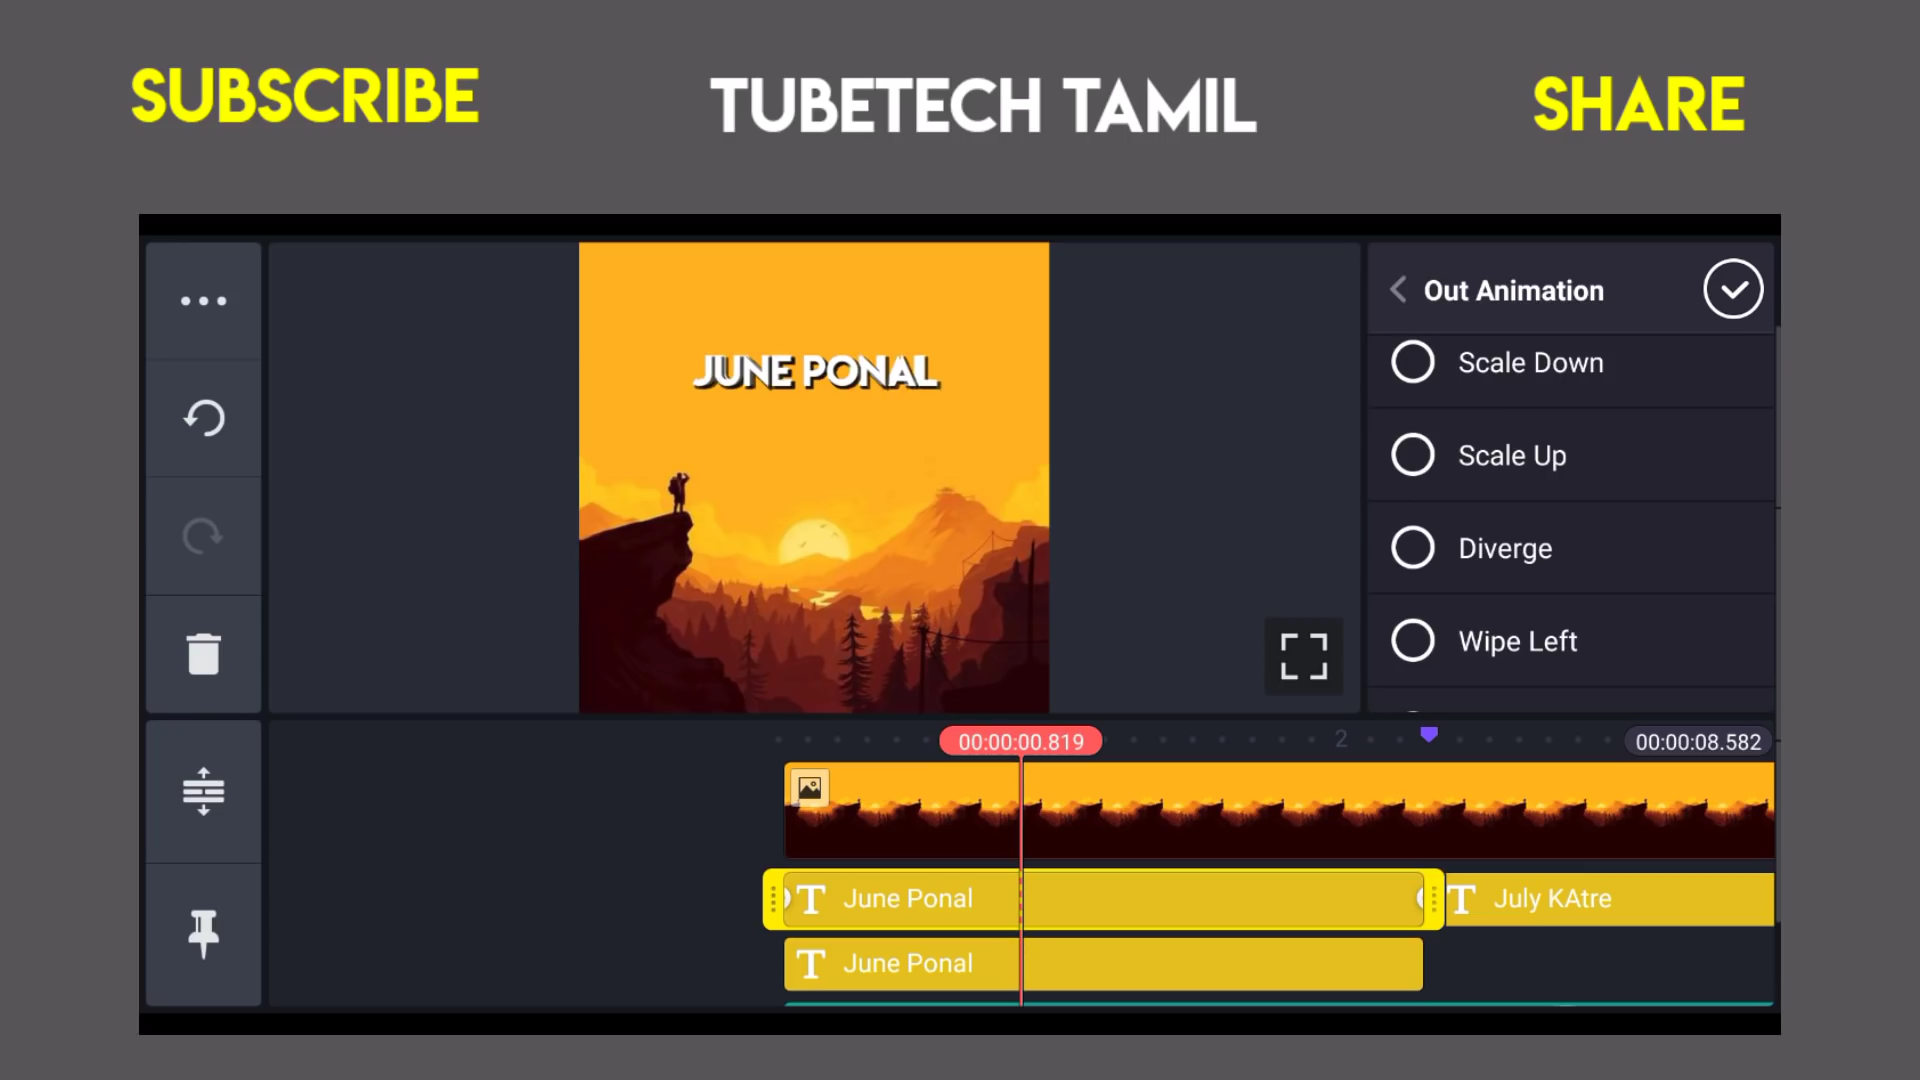 SUBSCRIBE
TUBETECH TAMIL
SHARE
JUNE PONAL
Out Animation
Scale Down
Scale Up
Diverge
Wipe Left
00:00:00.819
2
00:00:08.582
T June Ponal
T July KAtre
T June Ponal